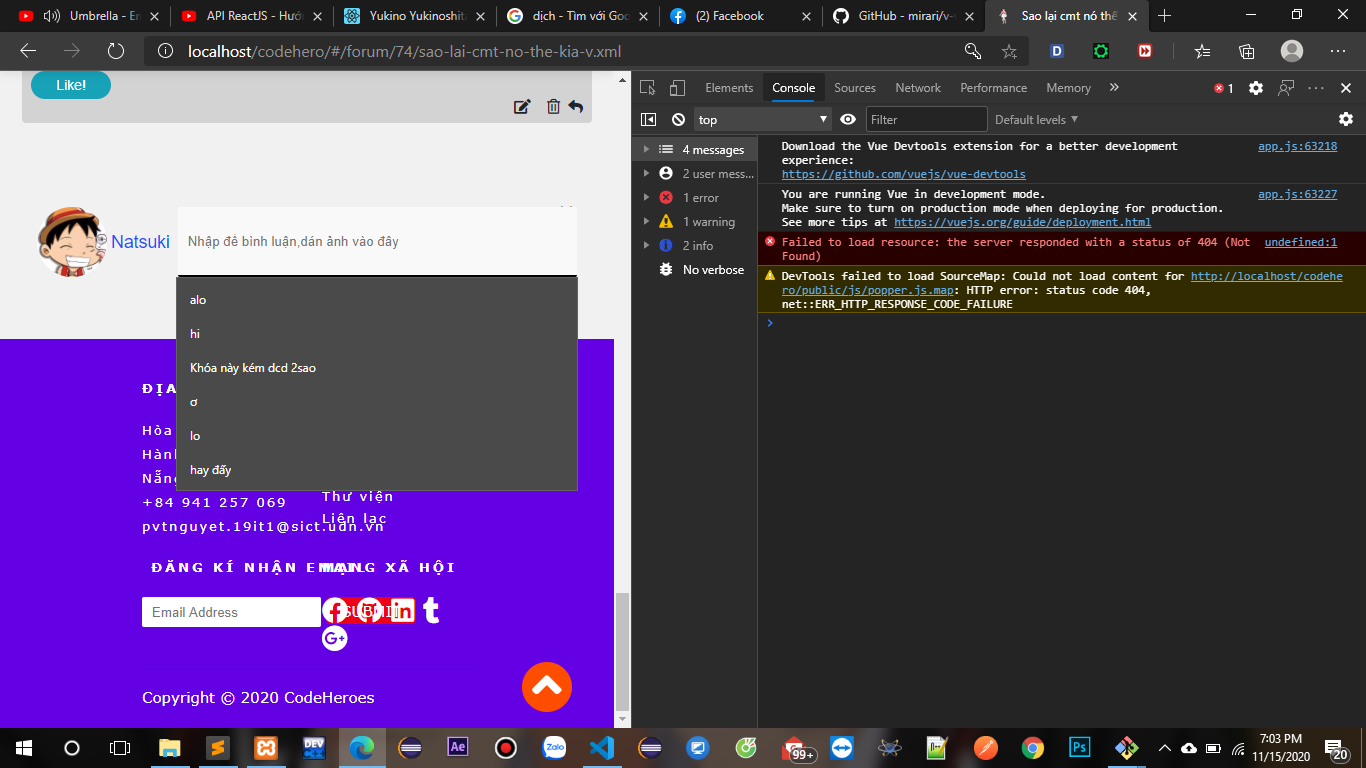 Umbrella - En
API ReactJS - Hướn
Yukino Yukinoshit
dịch - Tìm với Goo
(2) Facebook
GitHub - mirari/v-
Sao lại cmt nó thế
localhost/codehero/#/forum/74/sao-lai-cmt-no-the-kia-v.xml
Like!
Natsuki
Nhập để bình luận,dán ảnh vào đây
alo
hi
Khóa này kém dcd 2sao
ơ
lo
hay đấy
ĐỊA
Hòa
Hành
Nẵng
+84 941 257 069
pvtnguyet.19it1@sict.udn.vn
Thư viện
Liên lạc
ĐĂNG KÍ NHẬN EMAIL
MẠNG XÃ HỘI
Email Address
SUBMIT
Copyright © 2020 CodeHeroes
Elements
Console
Sources
Network
Performance
Memory
1
top
Filter
Default levels
4 messages
2 user mess...
1 error
1 warning
2 info
No verbose
Download the Vue Devtools extension for a better development app.js:63218
experience:
https://github.com/vuejs/vue-devtools
You are running Vue in development mode. app.js:63227
Make sure to turn on production mode when deploying for production.
See more tips at https://vuejs.org/guide/deployment.html
Failed to load resource: the server responded with a status of 404 (Not undefined:1
Found)
DevTools failed to load SourceMap: Could not load content for http://localhost/codehe
ro/public/js/popper.js.map: HTTP error: status code 404,
net::ERR_HTTP_RESPONSE_CODE_FAILURE
DEV
Ae
Zalo
99+
Ps
7:03 PM
11/15/2020
20